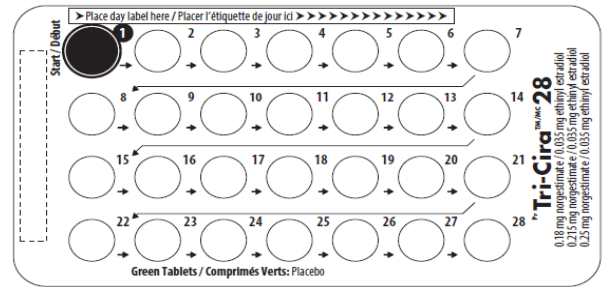 ➤ Place day label here / Placer l'étiquette de jour ici ➤➤➤➤➤➤➤➤➤➤➤➤➤➤
Start / Début
1 2 3 4 5 6 7
8 9 10 11 12 13 14
15 16 17 18 19 20 21
22 23 24 25 26 27 28
Green Tablets / Comprimés Verts: Placebo
Pr Tri-Cira TM/MC 28
0.18 mg norgestimate / 0.035 mg ethinyl estradiol
0.215 mg norgestimate / 0.035 mg ethinyl estradiol
0.25 mg norgestimate / 0.035 mg ethinyl estradiol